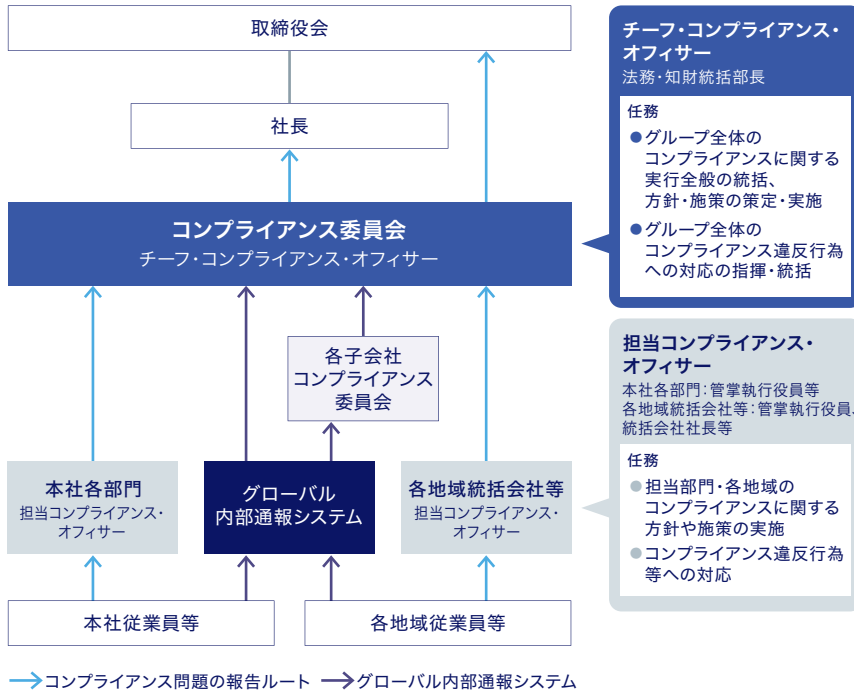 取締役会
社長
コンプライアンス委員会
チーフ・コンプライアンス・オフィサー
各子会社
コンプライアンス
委員会
本社各部門
担当コンプライアンス・
オフィサー
グローバル
内部通報システム
各地域統括会社等
担当コンプライアンス・
オフィサー
本社従業員等
各地域従業員等
コンプライアンス問題の報告ルート
グローバル内部通報システム
チーフ・コンプライアンス・
オフィサー
法務・知財統括部長
任務
●グループ全体の
コンプライアンスに関する
実行全般の統括、
方針・施策の策定・実施
●グループ全体の
コンプライアンス違反行為
への対応の指揮・統括
担当コンプライアンス・
オフィサー
本社各部門：管掌執行役員等
各地域統括会社等：管掌執行役員、
統括会社社長等
任務
●担当部門・各地域の
コンプライアンスに関する
方針や施策の実施
●コンプライアンス違反行為
等への対応